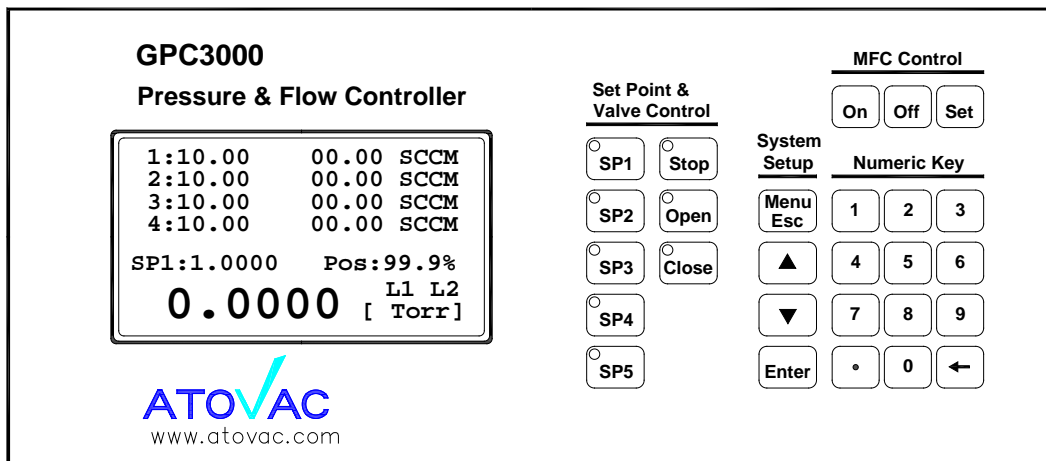 GPC3000
Pressure & Flow Controller
1:10.00 00.00 SCCM
2:10.00 00.00 SCCM
3:10.00 00.00 SCCM
4:10.00 00.00 SCCM
SP1:1.0000 Pos:99.9%
L1 L2
0.0000 [ Torr]
ATOVAC
www.atovac.com
Set Point &
Valve Control
SP1 Stop
SP2 Open
SP3 Close
SP4
SP5
System
Setup
Menu
Esc
▲
▼
Enter
MFC Control
On Off Set
Numeric Key
1 2 3
4 5 6
7 8 9
• 0 ←